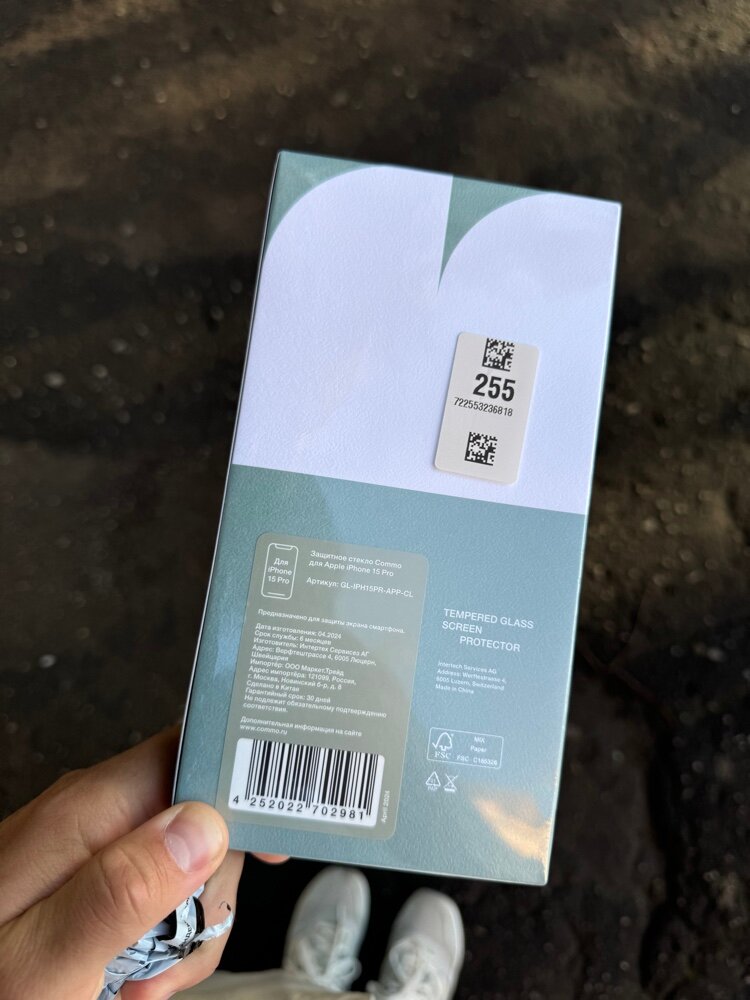 255
722553236818
Для
iPhone
15 Pro
Защитное стекло Commo
для Apple iPhone 15 Pro
Артикул: GL-IPH15PR-APP-CL
Предназначено для защиты экрана смартфона.
Дата изготовления: 04.2024
Срок службы: 6 месяцев
Изготовитель: Интертех Сервисез АГ
Адрес: Верфтештрассе 4, 6005 Люцерн,
Швейцария
Импортёр: ООО МаркетТрейд
Адрес импортёра: 121099, Россия,
г. Москва, Новинский б-р, д. 8
Сделано в Китае
Гарантийный срок: 30 дней
Не подлежит обязательному подтверждению
соответствия.
Дополнительная информация на сайте
www.commo.ru
4 252022 702981
April 2024
TEMPERED GLASS
SCREEN
PROTECTOR
Intertech Services AG
Address: Werftestrasse 4,
6005 Luzern, Switzerland
Made in China
FSC
MIX
Paper
FSC C165326